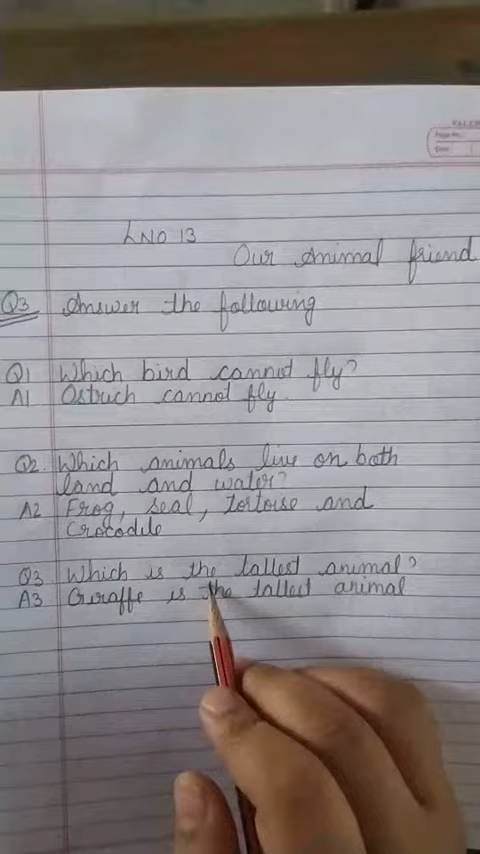 LNO 13
Our Animal friend
Q3 Answer the following
Q1 Which bird cannot fly?
A1 Ostrich cannot fly.
Q2 Which animals live on both
land and water?
A2 Frog, seal, tortoise and
Crocodile
Q3 Which is the tallest animal?
A3 Giraffe is the tallest animal